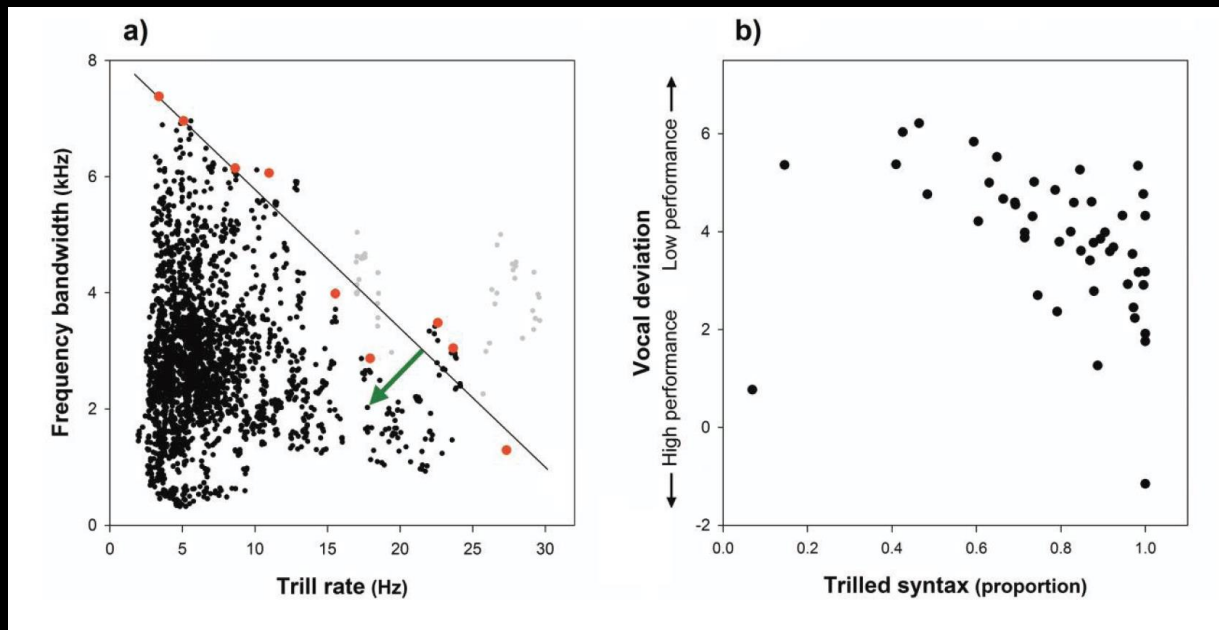 a)
Frequency bandwidth (kHz)
8
6
4
2
0
0 5 10 15 20 25 30
Trill rate (Hz)
b)
Vocal deviation
High performance Low performance
6
4
2
0
-2
0.0 0.2 0.4 0.6 0.8 1.0
Trilled syntax (proportion)